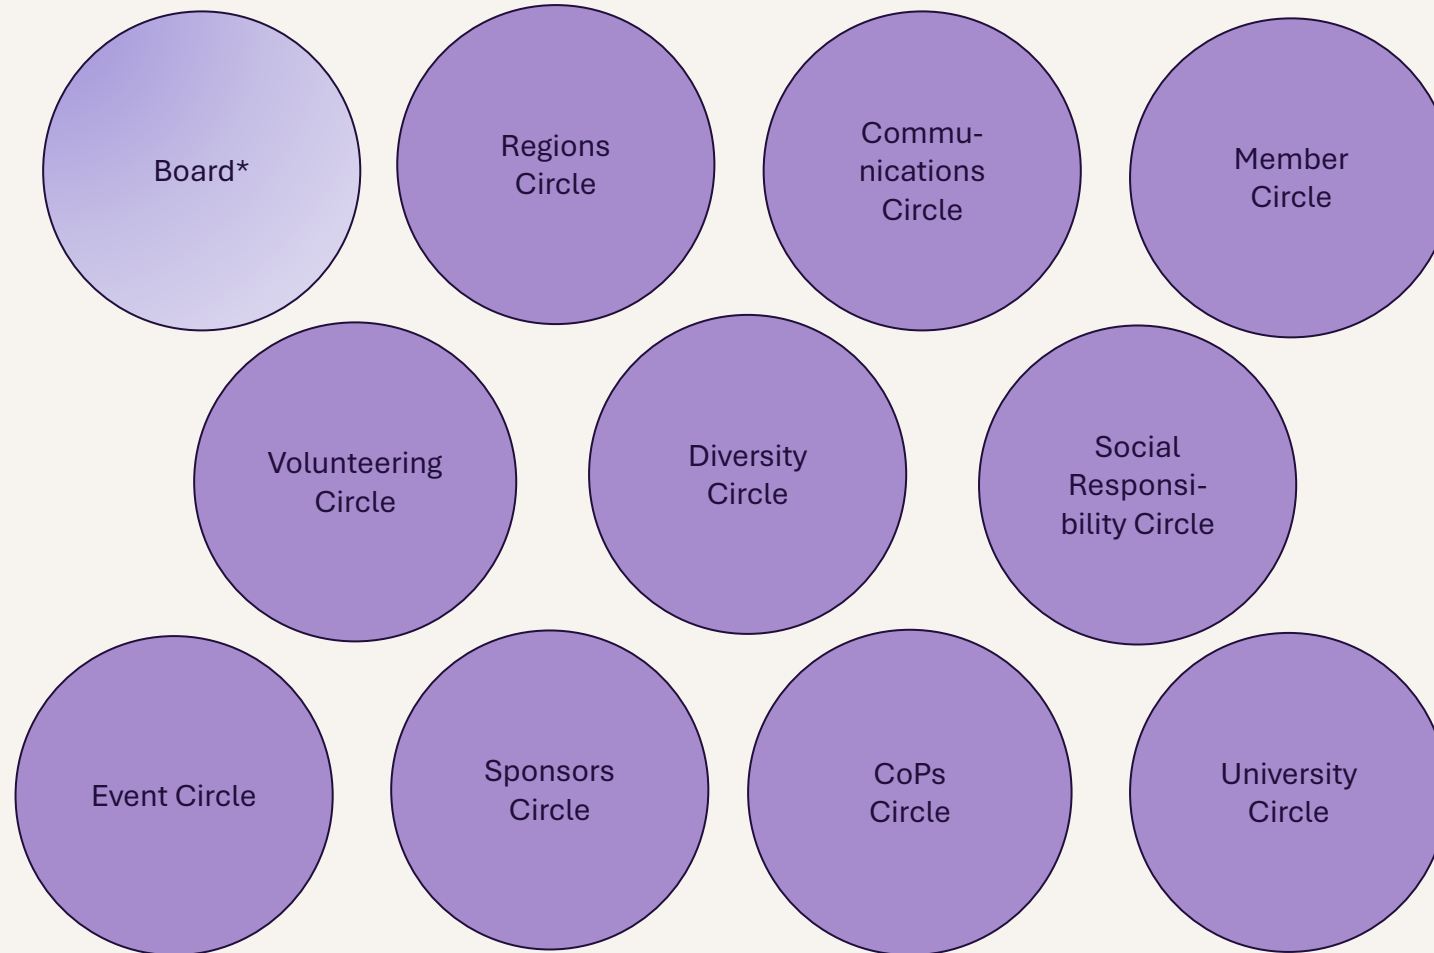 Board*
Regions
Circle
Commu-
nications
Circle
Member
Circle
Volunteering
Circle
Diversity
Circle
Social
Responsi-
bility Circle
Event Circle
Sponsors
Circle
CoPs
Circle
University
Circle